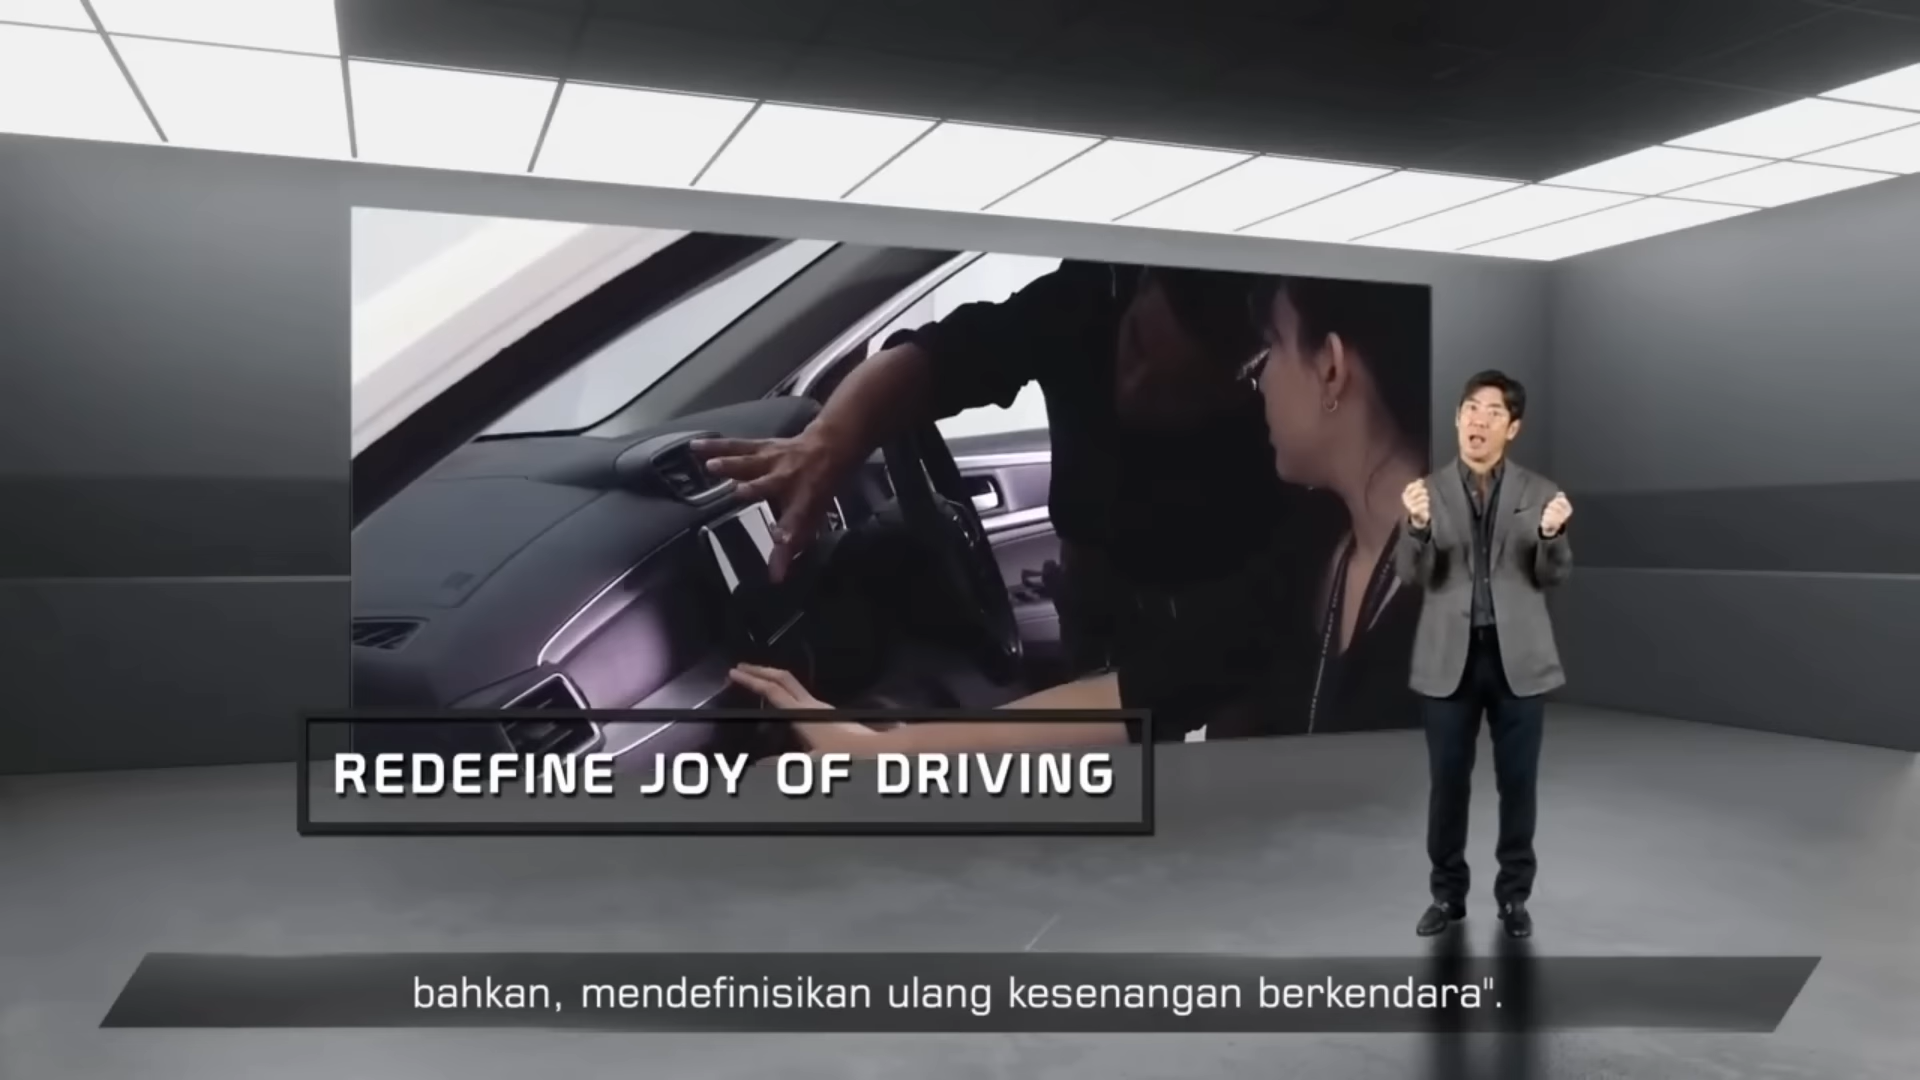 REDEFINE JOY OF DRIVING
bahkan, mendefinisikan ulang kesenangan berkendara".